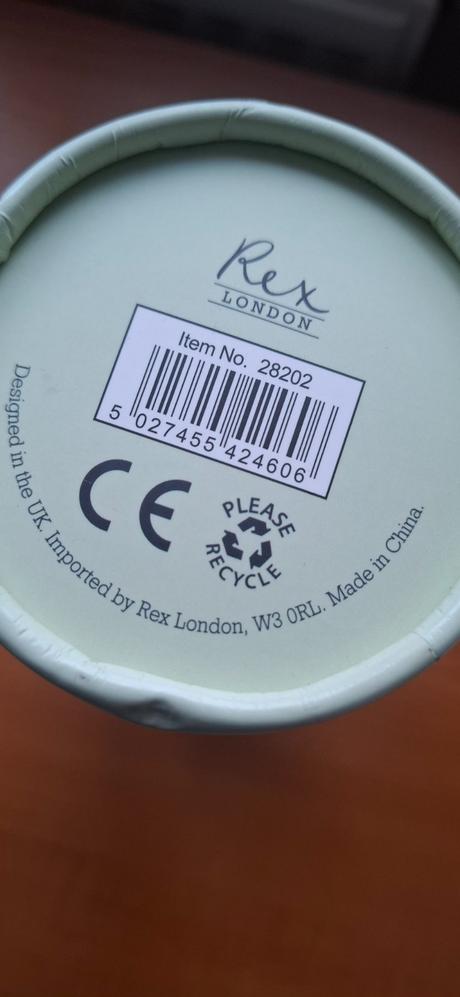 Rex
LONDON
Item No. 28202
5 027455 424606
CE
PLEASE
RECYCLE
Designed in the UK. Imported by Rex London, W3 0RL. Made in China.